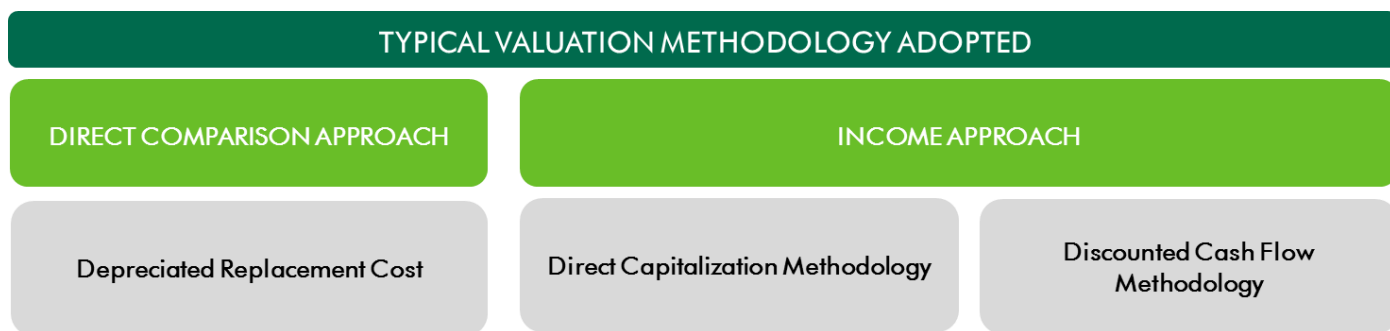 TYPICAL VALUATION METHODOLOGY ADOPTED
DIRECT COMPARISON APPROACH
INCOME APPROACH
Depreciated Replacement Cost
Direct Capitalization Methodology
Discounted Cash Flow
Methodology